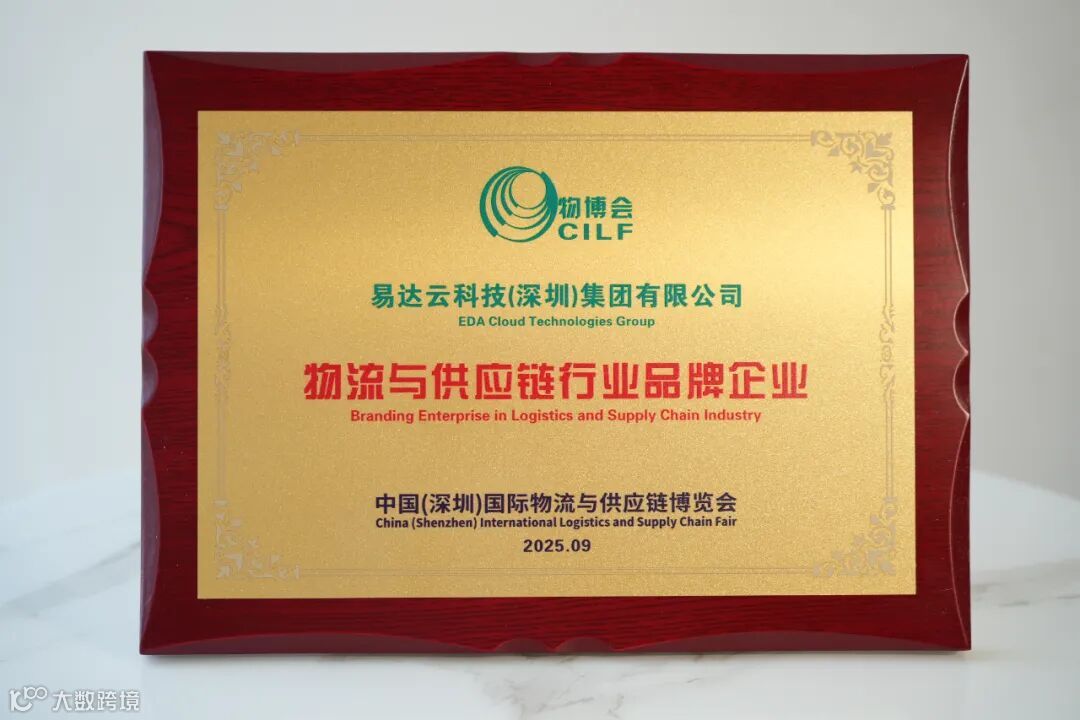 物博会
CILF
易达云科技(深圳)集团有限公司
EDA Cloud Technologies Group
物流与供应链行业品牌企业
Branding Enterprise in Logistics and Supply Chain Industry
中国(深圳)国际物流与供应链博览会
China (Shenzhen) International Logistics and Supply Chain Fair
2025.09
大数跨境